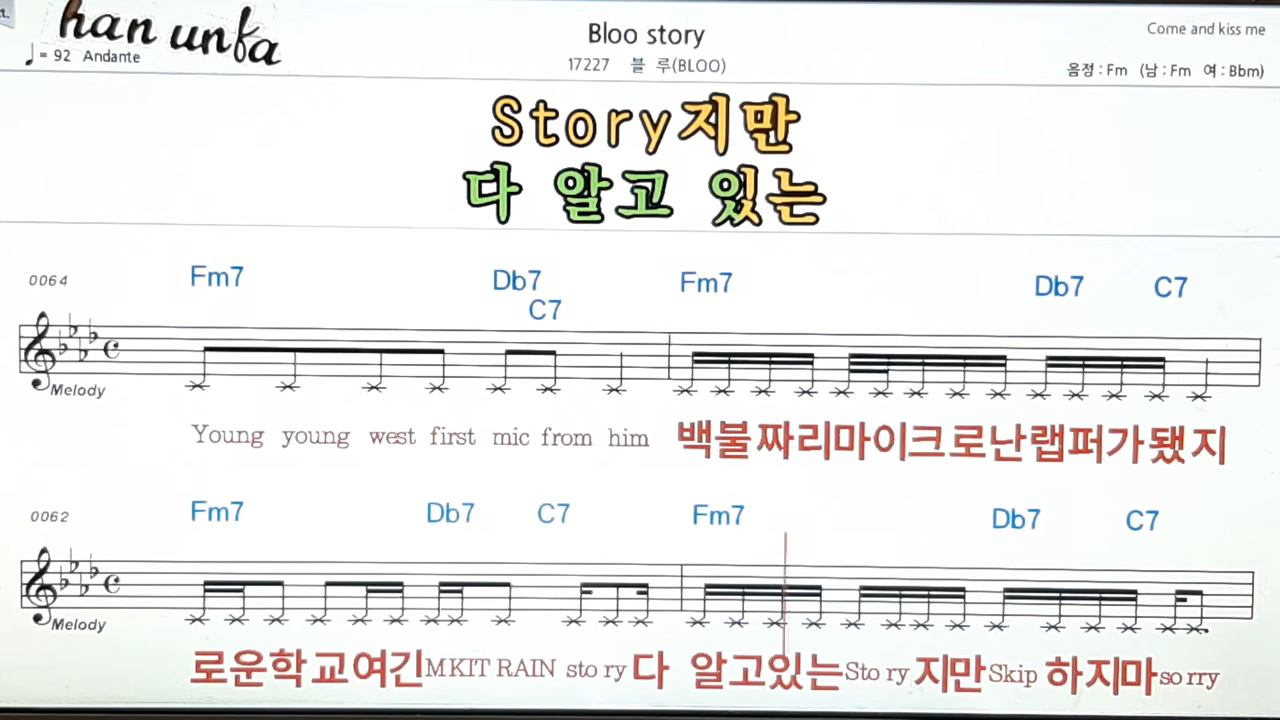 han unfa
♩ = 92 Andante
Bloo story
17227 블 루(BLOO)
Come and kiss me
음정 : Fm (남 : Fm 여 : Bbm)
Story지만
다 알고 있는
0064 Fm7 Db7 C7 Fm7 Db7 C7
Melody
Young young west first mic from him 백불짜리마이크로난랩퍼가됐지
0062 Fm7 Db7 C7 Fm7 Db7 C7
Melody
로운학교여긴MKIT RAIN sto ry다 알고있는Sto ry지만Skip 하지마so rry